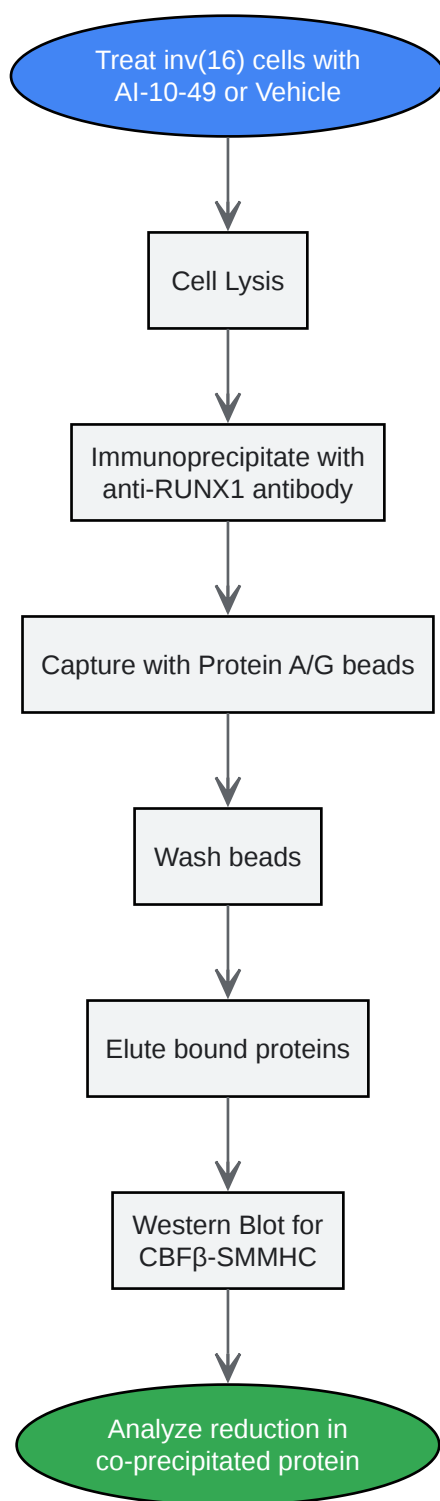 Treat inv(16) cells with
AI-10-49 or Vehicle
Cell Lysis
Immunoprecipitate with
anti-RUNX1 antibody
Capture with Protein A/G beads
Wash beads
Elute bound proteins
Western Blot for
CBFβ-SMMHC
Analyze reduction in
co-precipitated protein